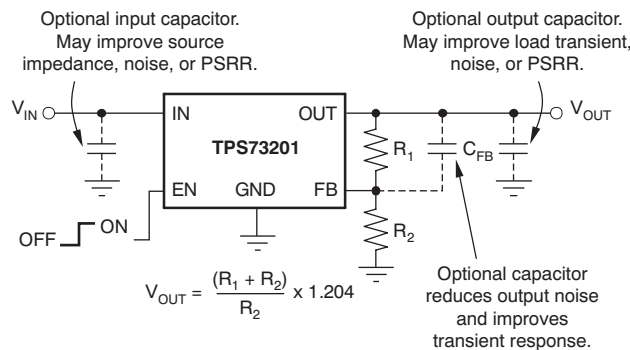 Optional input capacitor.
May improve source
impedance, noise, or PSRR.
Optional output capacitor.
May improve load transient,
noise, or PSRR.
VIN
IN
OUT
VOUT
TPS73201
R1
CFB
EN
GND
FB
OFF
ON
R2
VOUT = (R1 + R2) / R2 x 1.204
Optional capacitor
reduces output noise
and improves
transient response.